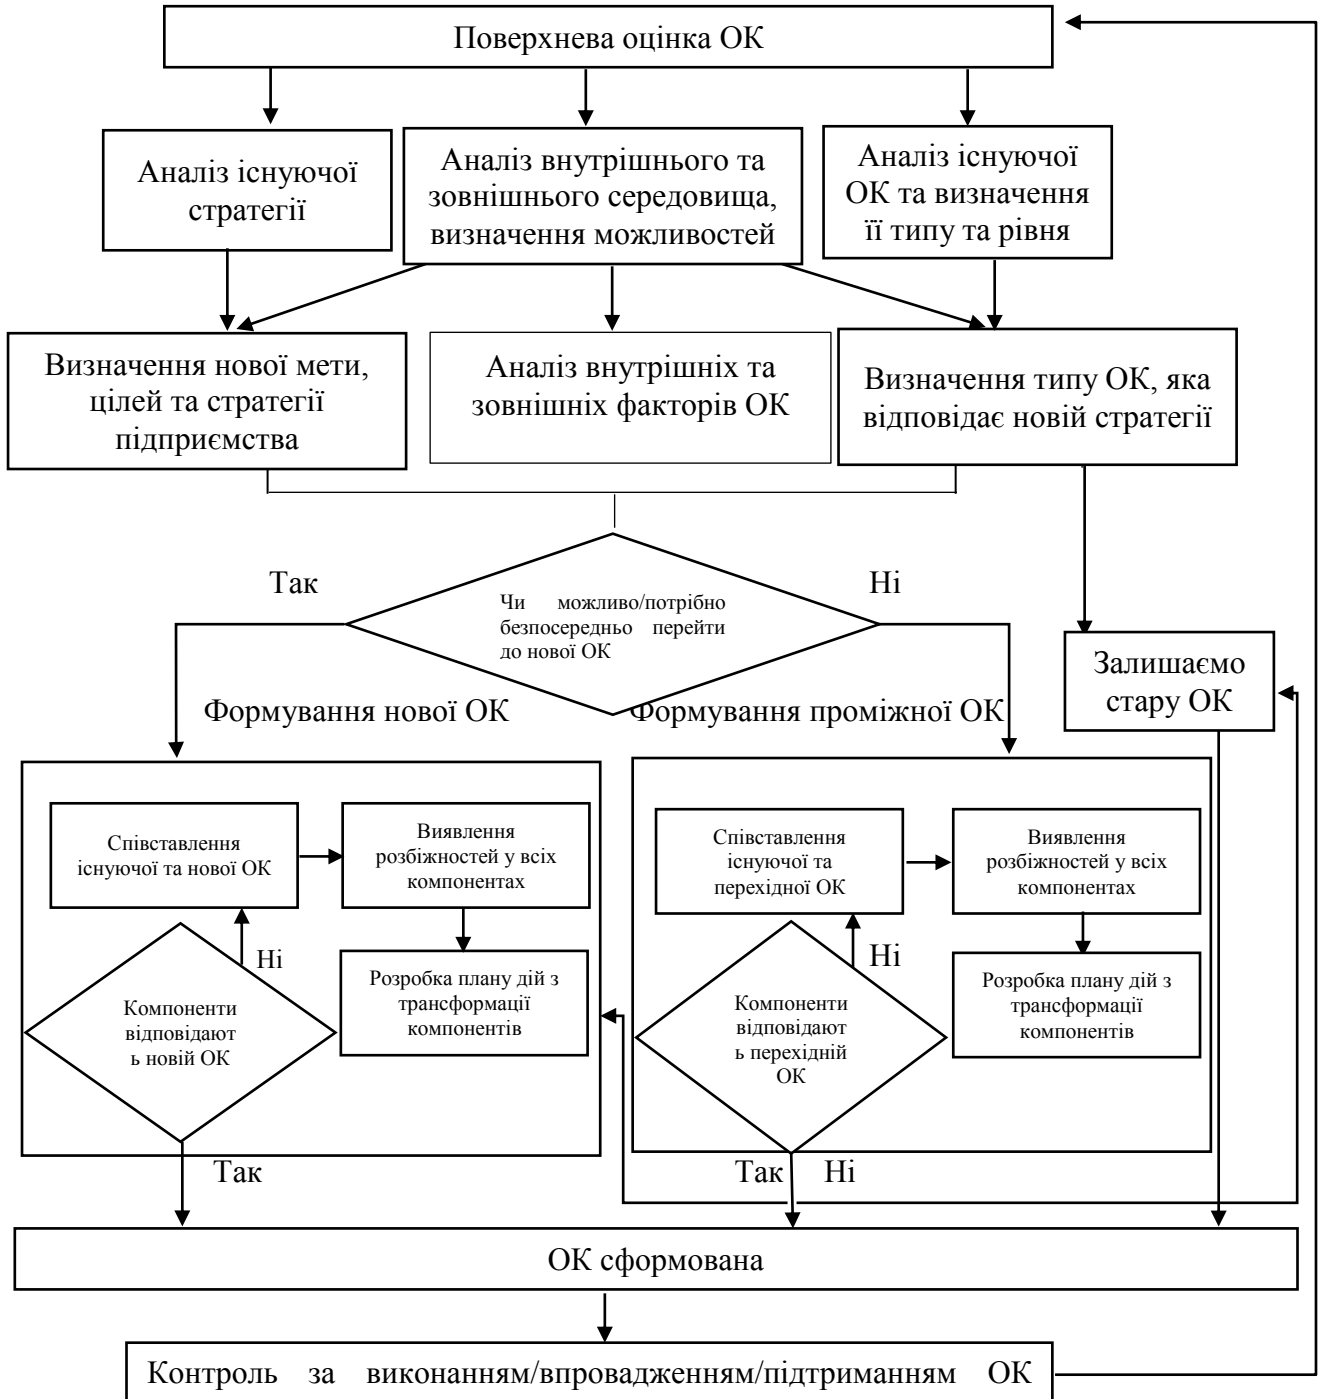 Поверхнева оцінка ОК
Аналіз існуючої
стратегії
Аналіз внутрішнього та
зовнішнього середовища,
визначення можливостей
Аналіз існуючої
ОК та визначення
її типу та рівня
Визначення нової мети,
цілей та стратегії
підприємства
Аналіз внутрішніх та
зовнішніх факторів ОК
Визначення типу ОК, яка
відповідає новій стратегії
Так
Ні
Чи можливо/потрібно
безпосередньо перейти
до нової ОК
Залишаємо
стару ОК
Формування нової ОК
Формування проміжної ОК
Співставлення
існуючої та нової ОК
Виявлення
розбіжностей у всіх
компонентах
Ні
Компоненти
відповідают
ь новій ОК
Розробка плану дій з
трансформації
компонентів
Співставлення
існуючої та
перехідної ОК
Виявлення
розбіжностей у всіх
компонентах
Ні
Компоненти
відповідают
ь перехідній
ОК
Розробка плану дій з
трансформації
компонентів
Так
Так
Ні
ОК сформована
Контроль за виконанням/впровадженням/підтриманням ОК